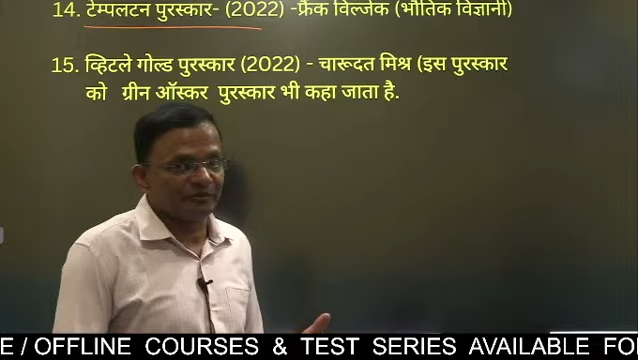 14. टेम्पलटन पुरस्कार- (2022) -फ्रैंक विल्जेक (भौतिक विज्ञानी)
15. व्हिटले गोल्ड पुरस्कार (2022) - चारूदत मिश्र (इस पुरस्कार
को ग्रीन ऑस्कर पुरस्कार भी कहा जाता है.
E / OFFLINE COURSES & TEST SERIES AVAILABLE FO